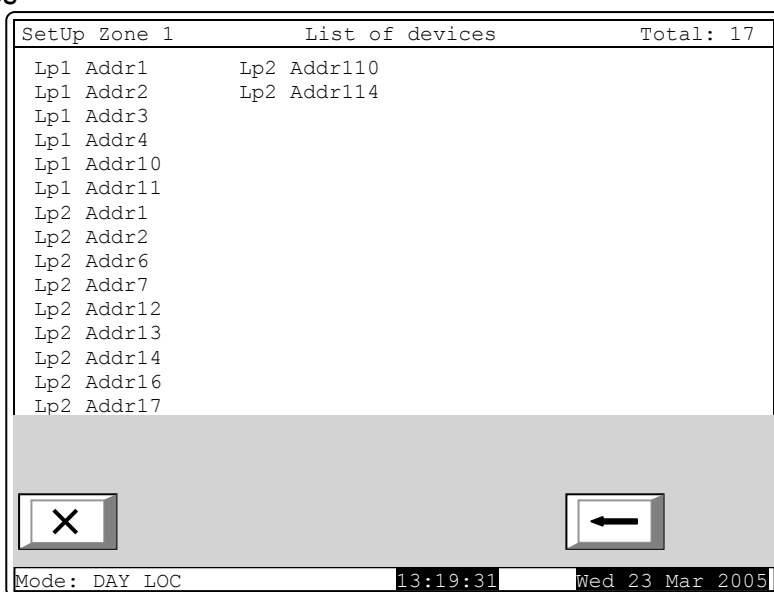 SetUp Zone 1 List of devices Total: 17
Lp1 Addr1 Lp2 Addr110
Lp1 Addr2 Lp2 Addr114
Lp1 Addr3
Lp1 Addr4
Lp1 Addr10
Lp1 Addr11
Lp2 Addr1
Lp2 Addr2
Lp2 Addr6
Lp2 Addr7
Lp2 Addr12
Lp2 Addr13
Lp2 Addr14
Lp2 Addr16
Lp2 Addr17
Mode: DAY LOC 13:19:31 Wed 23 Mar 2005